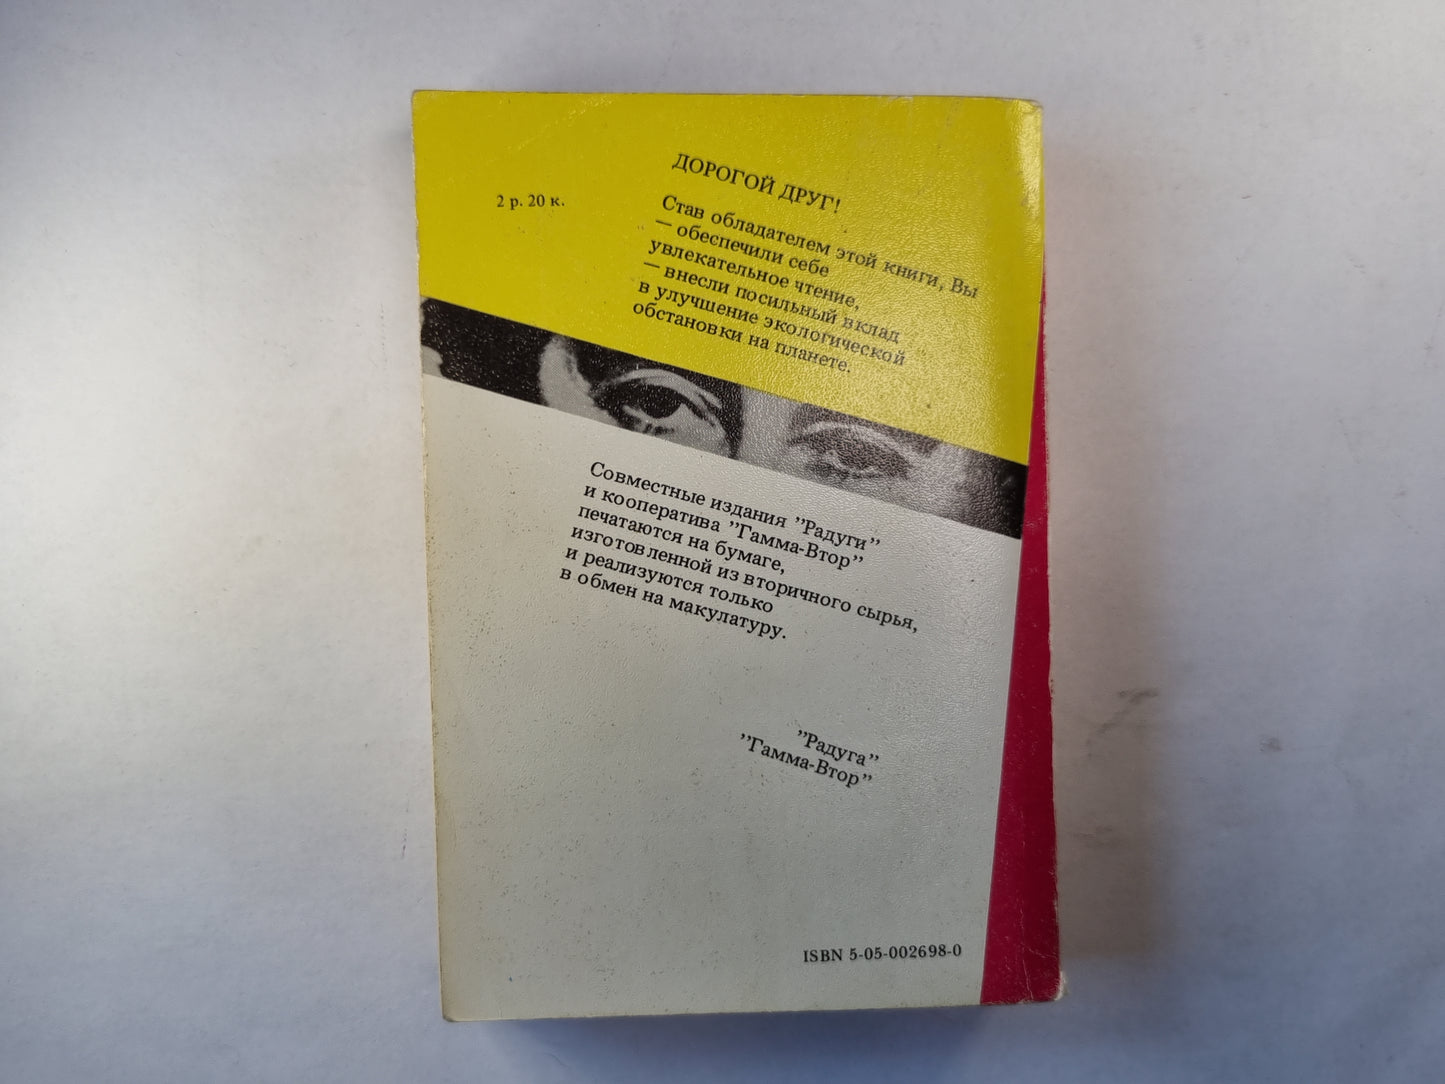 ДОРОГОЙ ДРУГ!
2 р. 20 к.
Став обладателем этой книги, Вы
— обеспечили себе
увлекательное чтение,
— внесли посильный вклад
в улучшение экологической
обстановки на планете.
Совместные издания ”Радуги”
и кооператива ”Гамма-Втор”
печатаются на бумаге,
изготовленной из вторичного сырья,
и реализуются только
в обмен на макулатуру.
”Радуга”
”Гамма-Втор”
ISBN 5-05-002698-0